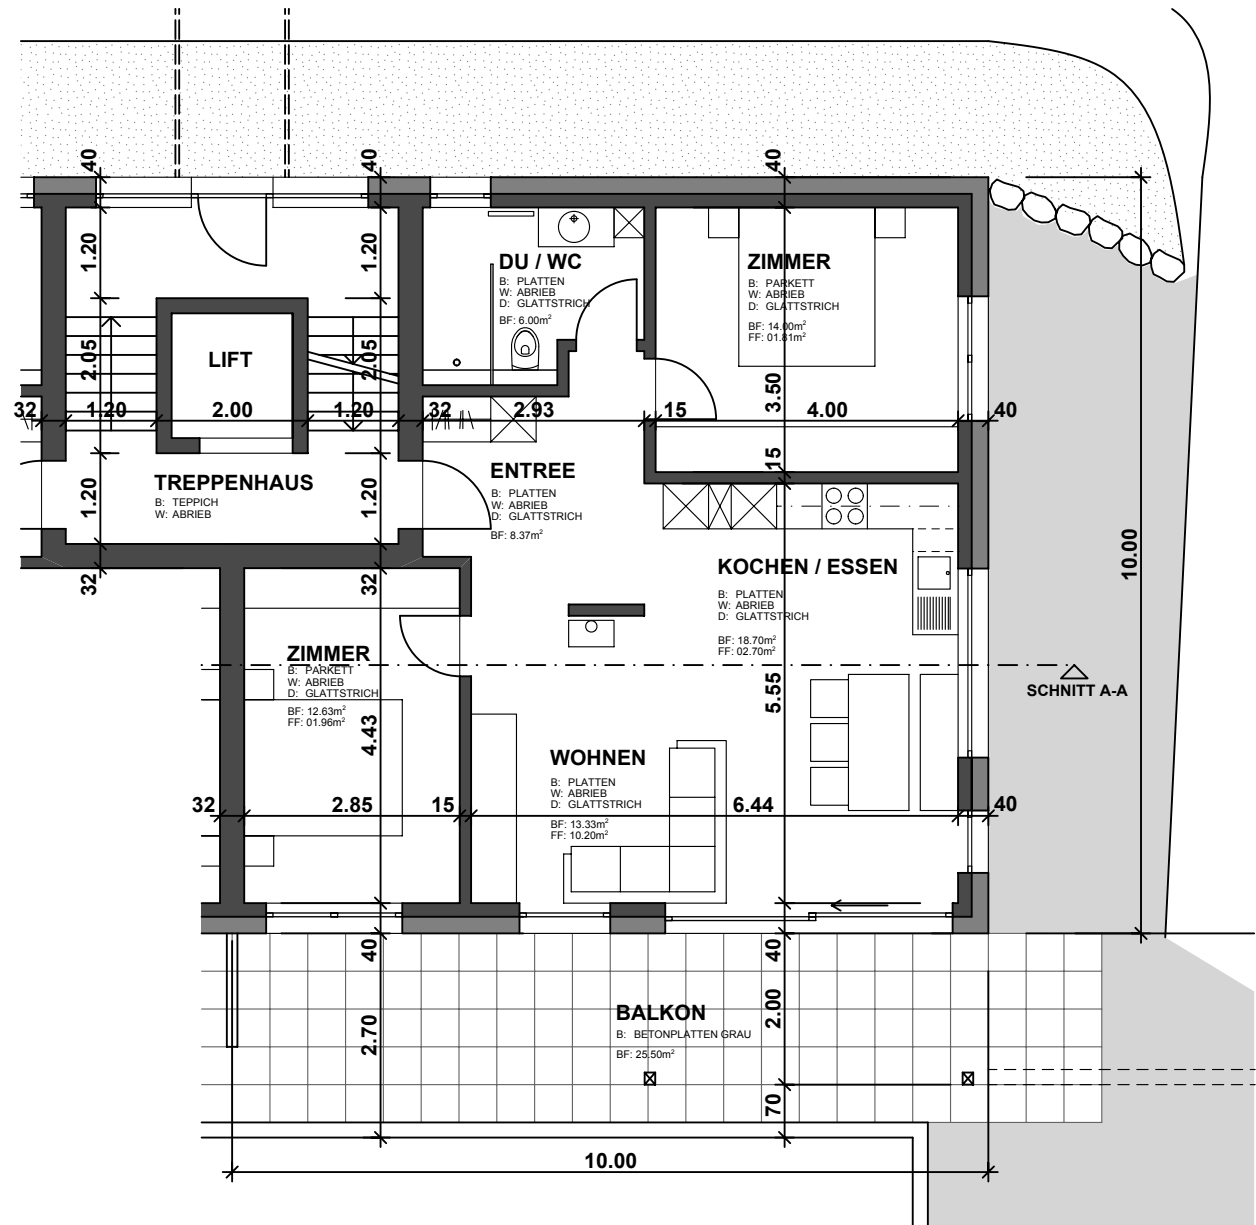 40
40
40
1.20
1.20
DU / WC
B: PLATTEN
W: ABRIEB
D: GLATTSTRICH
BF: 6.00m²
ZIMMER
B: PARKETT
W: ABRIEB
D: GLATTSTRICH
BF: 14.00m²
FF: 01.81m²
LIFT
2.05
2.05
3.50
32
1.20
2.00
1.20
32
2.93
15
4.00
40
15
TREPPENHAUS
B: TEPPICH
W: ABRIEB
1.20
1.20
ENTREE
B: PLATTEN
W: ABRIEB
D: GLATTSTRICH
BF: 8.37m²
10.00
32
32
KOCHEN / ESSEN
B: PLATTEN
W: ABRIEB
D: GLATTSTRICH
BF: 18.70m²
FF: 02.70m²
ZIMMER
B: PARKETT
W: ABRIEB
D: GLATTSTRICH
BF: 12.63m²
FF: 01.96m²
SCHNITT A-A
5.55
4.43
WOHNEN
B: PLATTEN
W: ABRIEB
D: GLATTSTRICH
BF: 13.33m²
FF: 10.20m²
32
2.85
15
6.44
40
40
40
BALKON
B: BETONPLATTEN GRAU
BF: 25.50m²
2.70
2.00
70
10.00